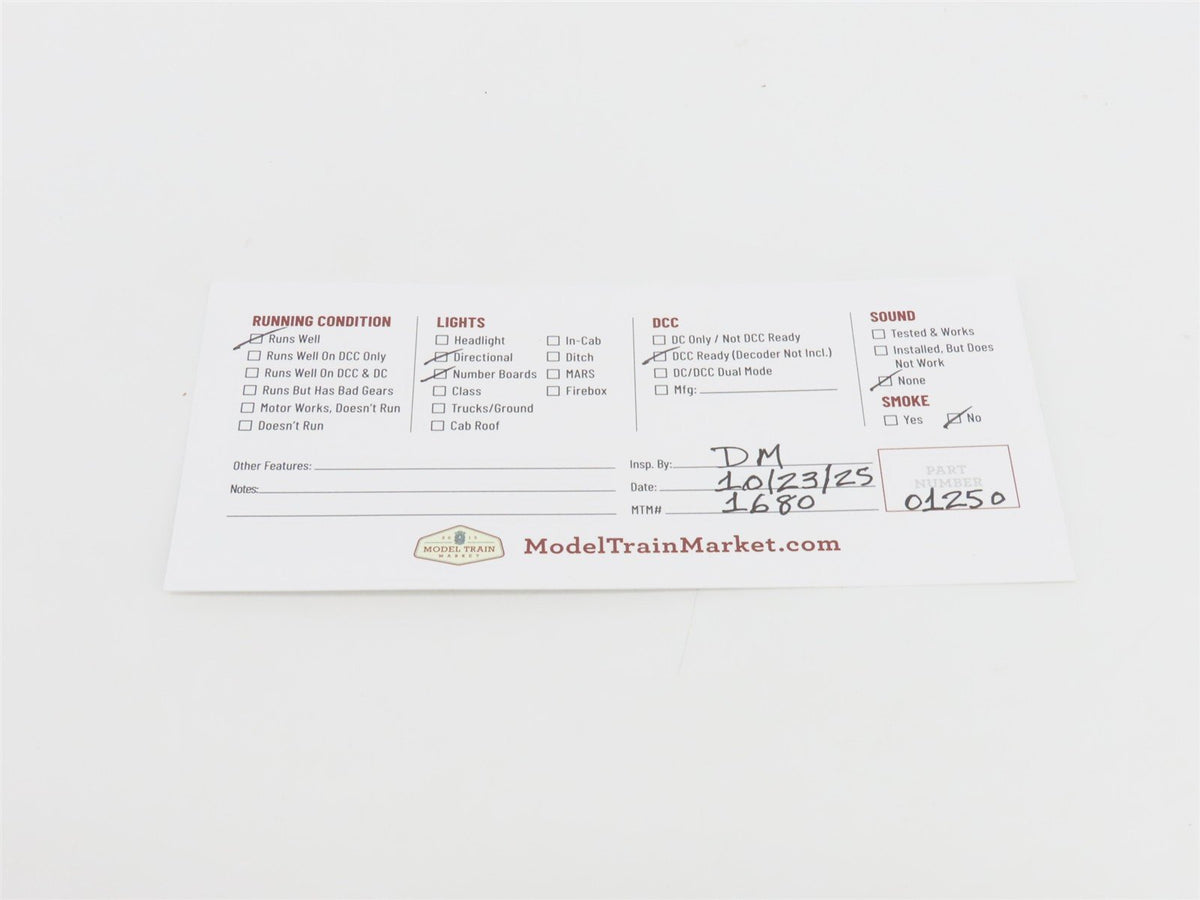 RUNNING CONDITION
Runs Well
Runs Well On DCC Only
Runs Well On DCC & DC
Runs But Has Bad Gears
Motor Works, Doesn't Run
Doesn't Run
LIGHTS
Headlight
Directional
Number Boards
Class
Trucks/Ground
Cab Roof
In-Cab
Ditch
MARS
Firebox
DCC
DC Only / Not DCC Ready
DCC Ready (Decoder Not Incl.)
DC/DCC Dual Mode
Mfg:
SOUND
Tested & Works
Installed, But Does
Not Work
None
SMOKE
Yes No
Other Features:
Notes:
Insp. By: DM
Date: 10/23/25
MTM# 1680
PART
NUMBER
01250
MODEL TRAIN
MARKET
ModelTrainMarket.com